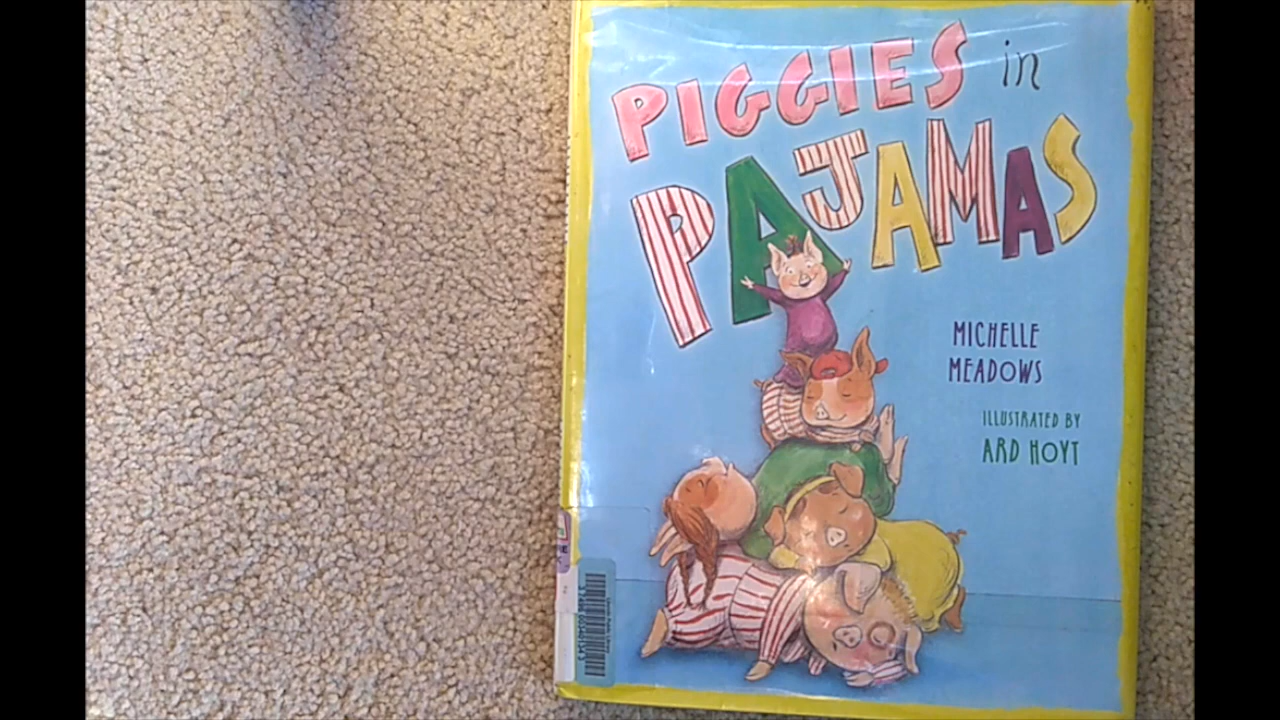 PIGGIES in
PAJAMAS
MICHELLE
MEADOWS
ILLUSTRATED BY
ARD HOYT